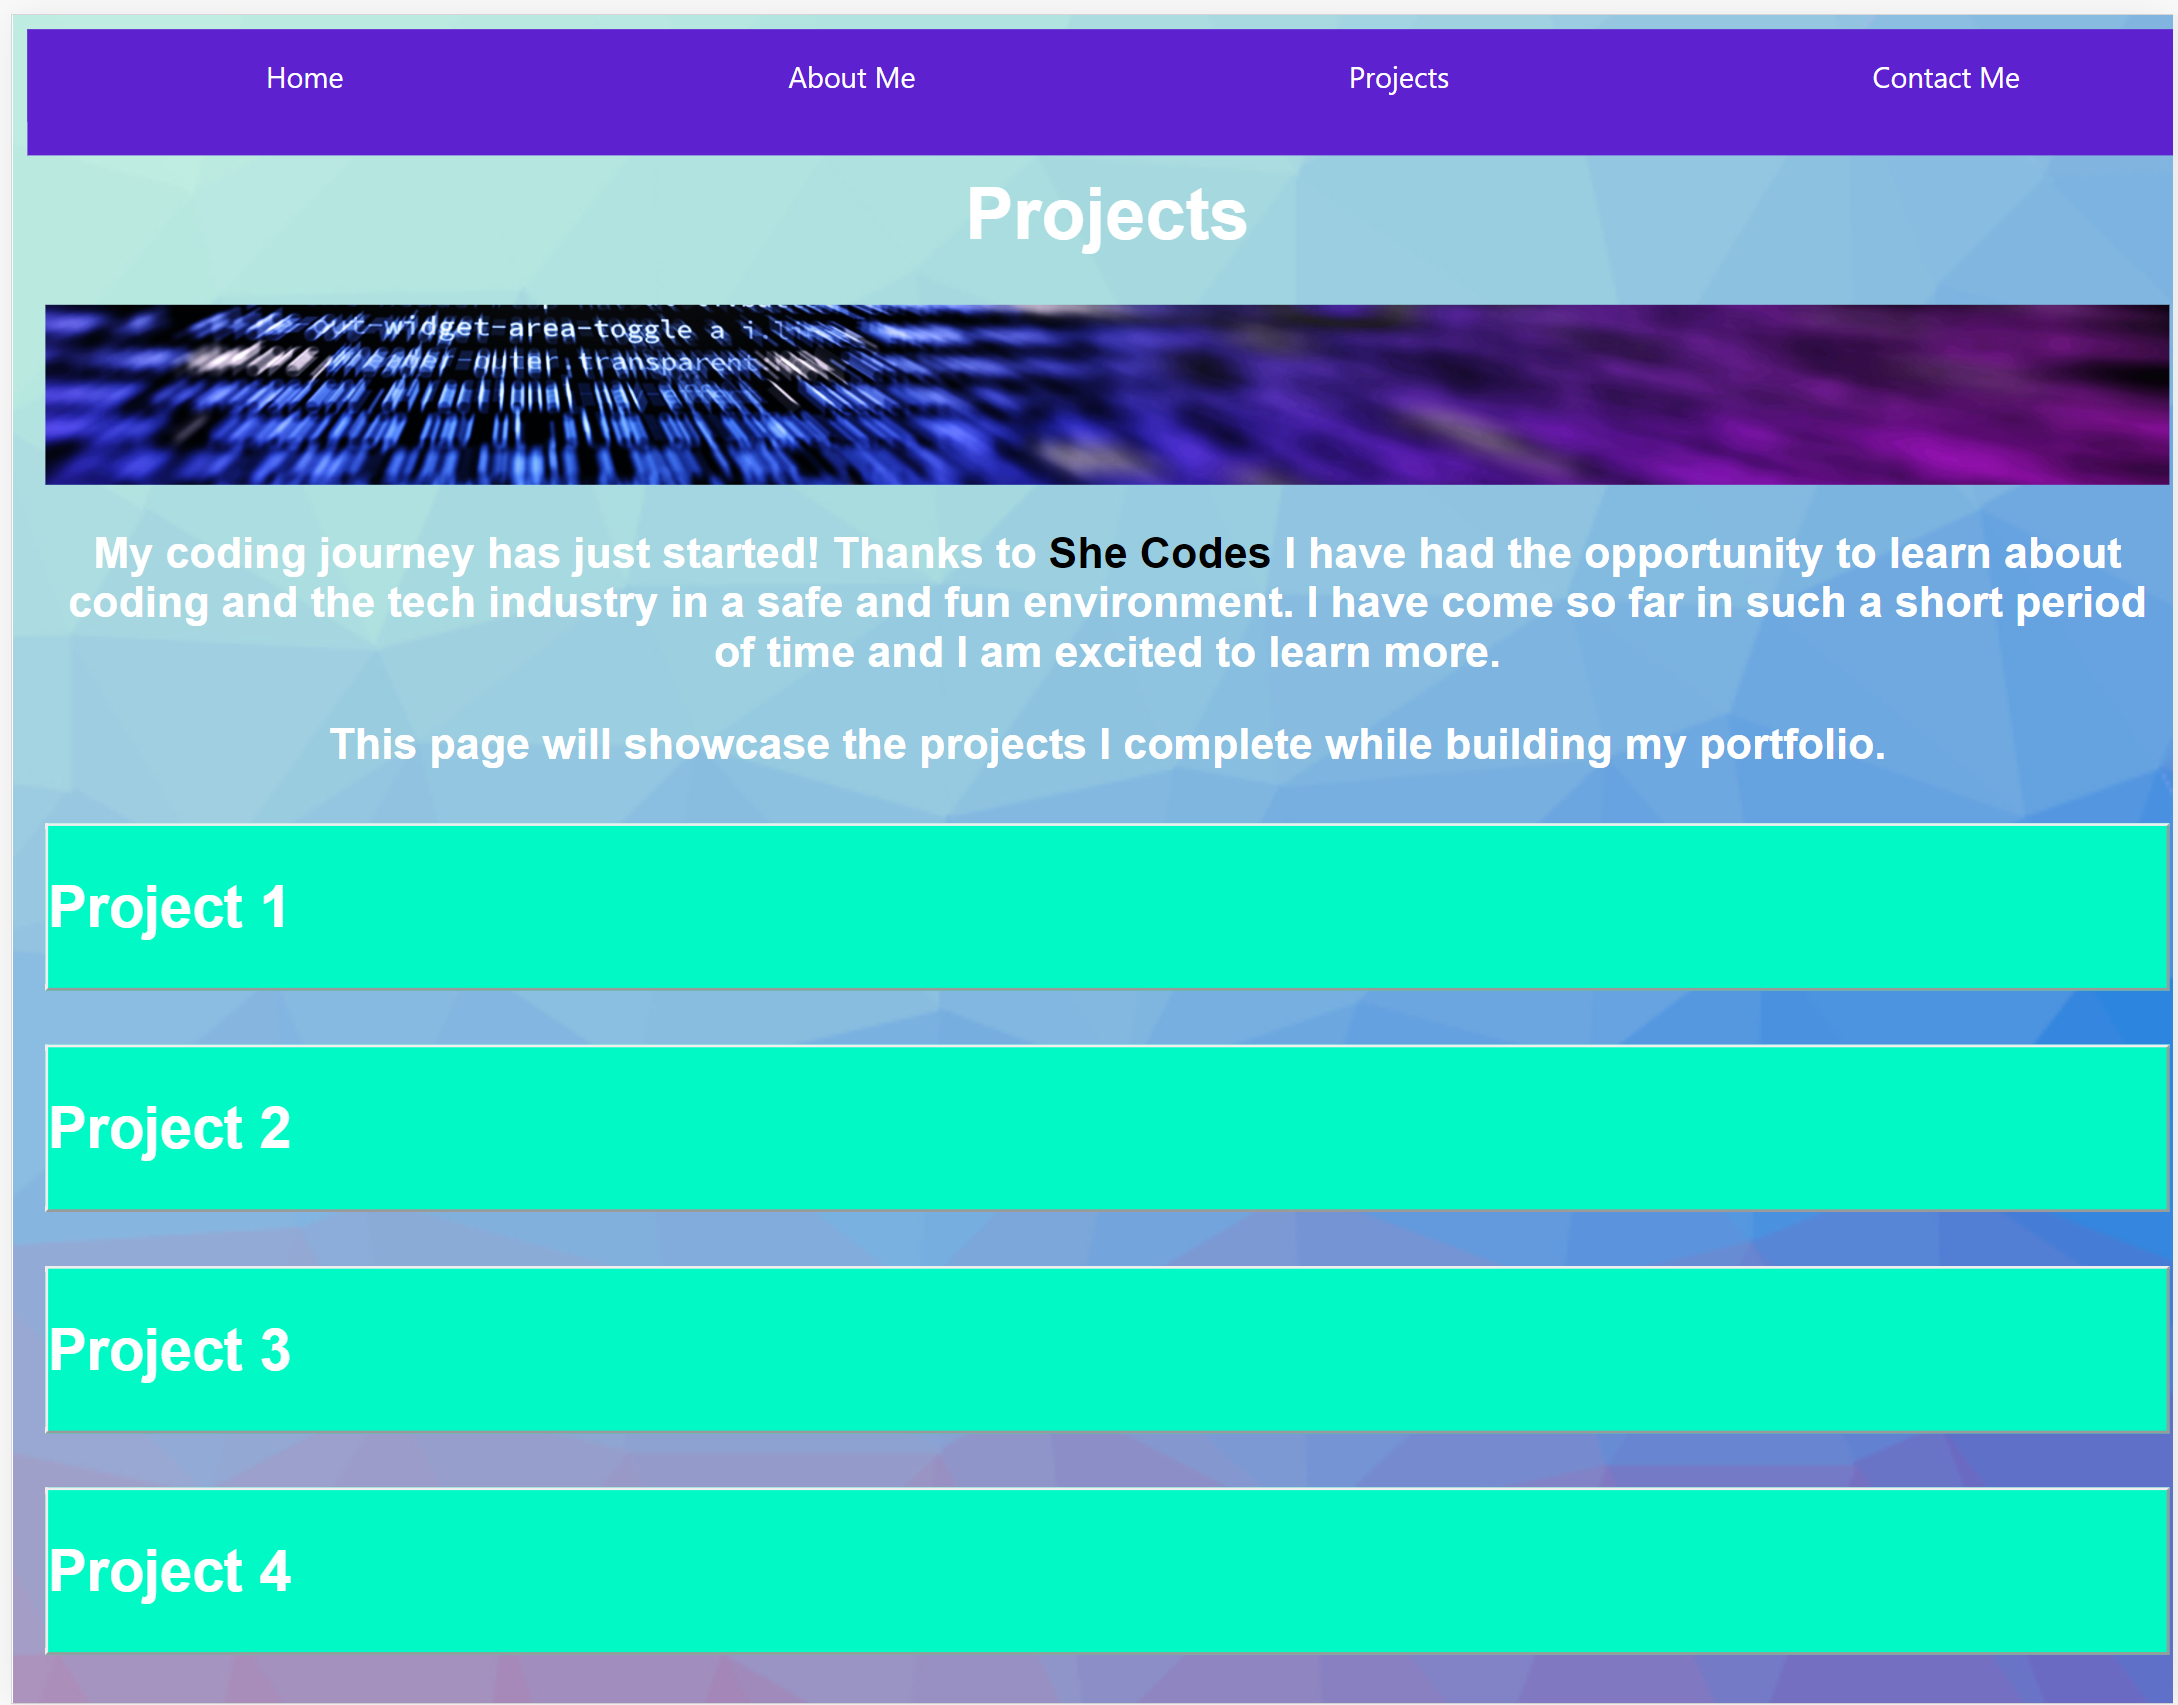 Home About Me Projects Contact Me
Projects
out-widget-area-toggle a i.
outer.transparent
My coding journey has just started! Thanks to She Codes I have had the opportunity to learn about
coding and the tech industry in a safe and fun environment. I have come so far in such a short period
of time and I am excited to learn more.
This page will showcase the projects I complete while building my portfolio.
Project 1
Project 2
Project 3
Project 4